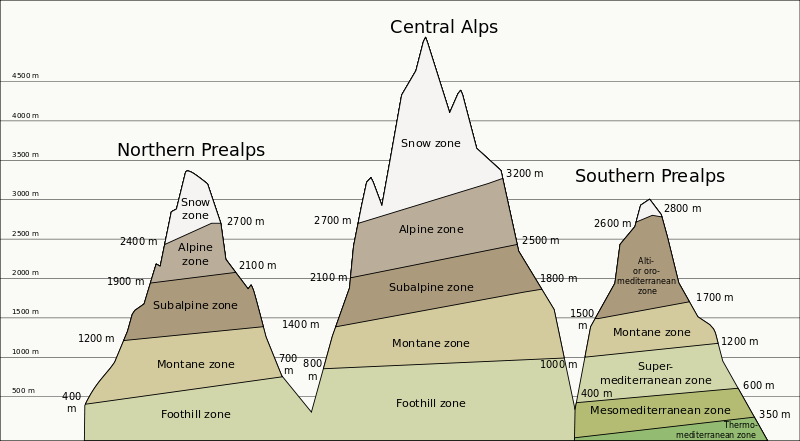 Central Alps
4500 m
4000 m
Northern Prealps
3500 m
Southern Prealps
3000 m
2500 m
2000 m
1500 m
1000 m
500 m
Snow
zone
2700 m
2400 m
Alpine
zone
2100 m
1900 m
Subalpine zone
1200 m
1400 m
Montane zone
700
m
400
m
Foothill zone
Snow zone
3200 m
2700 m
Alpine zone
2500 m
2100 m
Subalpine zone
1800 m
Montane zone
800
m
1000 m
Foothill zone
2800 m
2600 m
Alti-
or oro-
mediterranean
zone
1700 m
1500
m
Montane zone
1200 m
Super-
mediterranean zone
600 m
400 m
Mesomediterranean zone
350 m
Thermo-
mediterranean zone